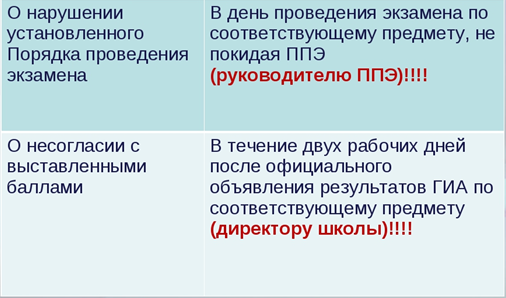 О нарушении
установленного
Порядка проведения
экзамена
В день проведения экзамена по
соответствующему предмету, не
покидая ППЭ
(руководителю ППЭ)!!!!
О несогласии с
выставленными
баллами
В течение двух рабочих дней
после официального
объявления результатов ГИА по
соответствующему предмету
(директору школы)!!!!